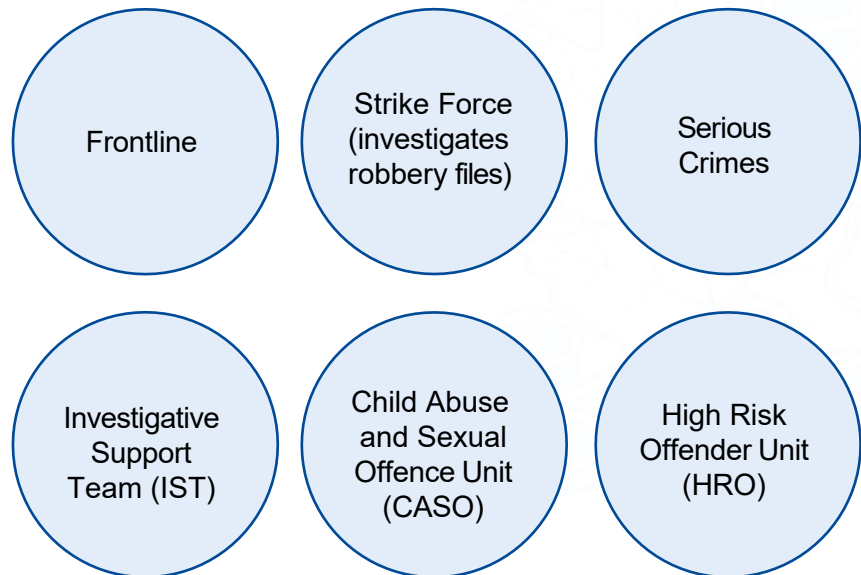 Frontline
Strike Force
(investigates
robbery files)
Serious
Crimes
Investigative
Support
Team (IST)
Child Abuse
and Sexual
Offence Unit
(CASO)
High Risk
Offender Unit
(HRO)